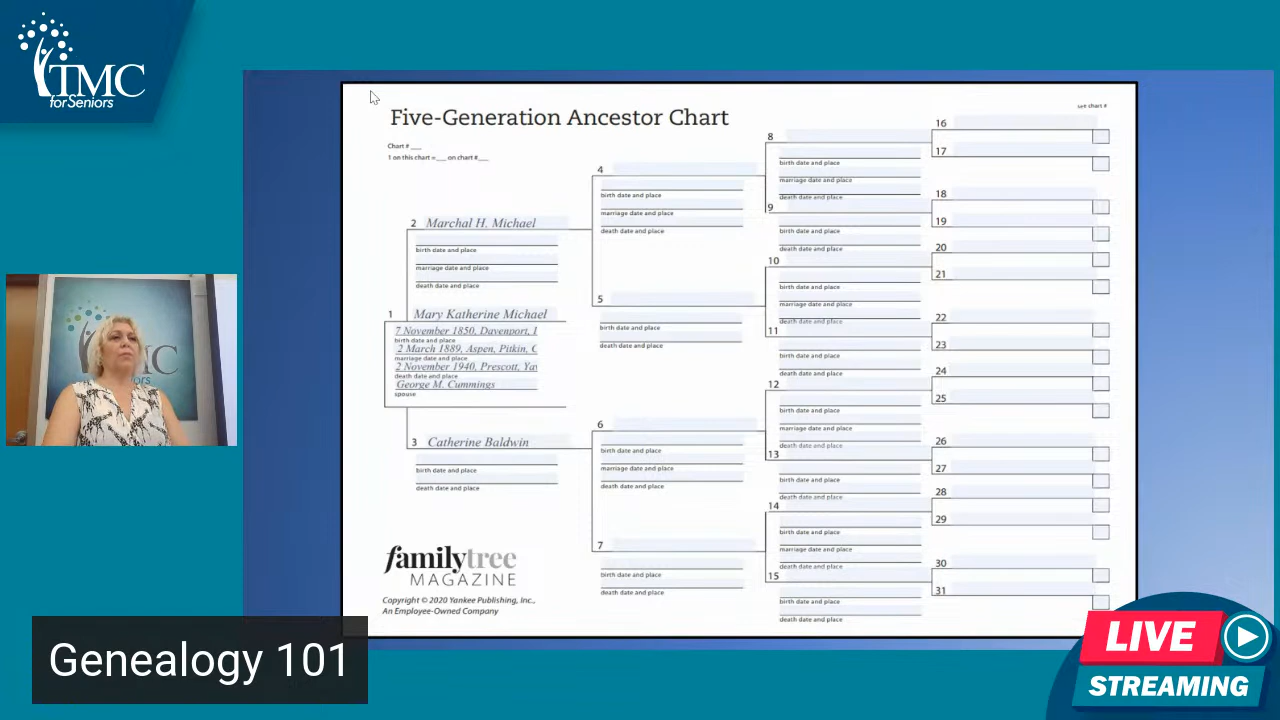 TMC
for Seniors
Five-Generation Ancestor Chart
Chart # ___
1 on this chart =___ on chart #___
chart #
1 Mary Katherine Michael
7 November 1850, Davenport, I
birth date and place
2 March 1889, Aspen, Pitkin, C
marriage date and place
2 November 1940, Prescott, Yav
death date and place
George M. Cummings
spouse
2 Marchal H. Michael
birth date and place
marriage date and place
death date and place
3 Catherine Baldwin
birth date and place
death date and place
4
birth date and place
marriage date and place
death date and place
5
birth date and place
death date and place
6
birth date and place
marriage date and place
death date and place
7
birth date and place
death date and place
8
birth date and place
marriage date and place
death date and place
9
birth date and place
death date and place
10
birth date and place
marriage date and place
death date and place
11
birth date and place
death date and place
12
birth date and place
marriage date and place
death date and place
13
birth date and place
death date and place
14
birth date and place
marriage date and place
death date and place
15
birth date and place
death date and place
16
17
18
19
20
21
22
23
24
25
26
27
28
29
30
31
familytree
MAGAZINE
Copyright © 2020 Yankee Publishing, Inc.,
An Employee-Owned Company
Genealogy 101
LIVE
STREAMING